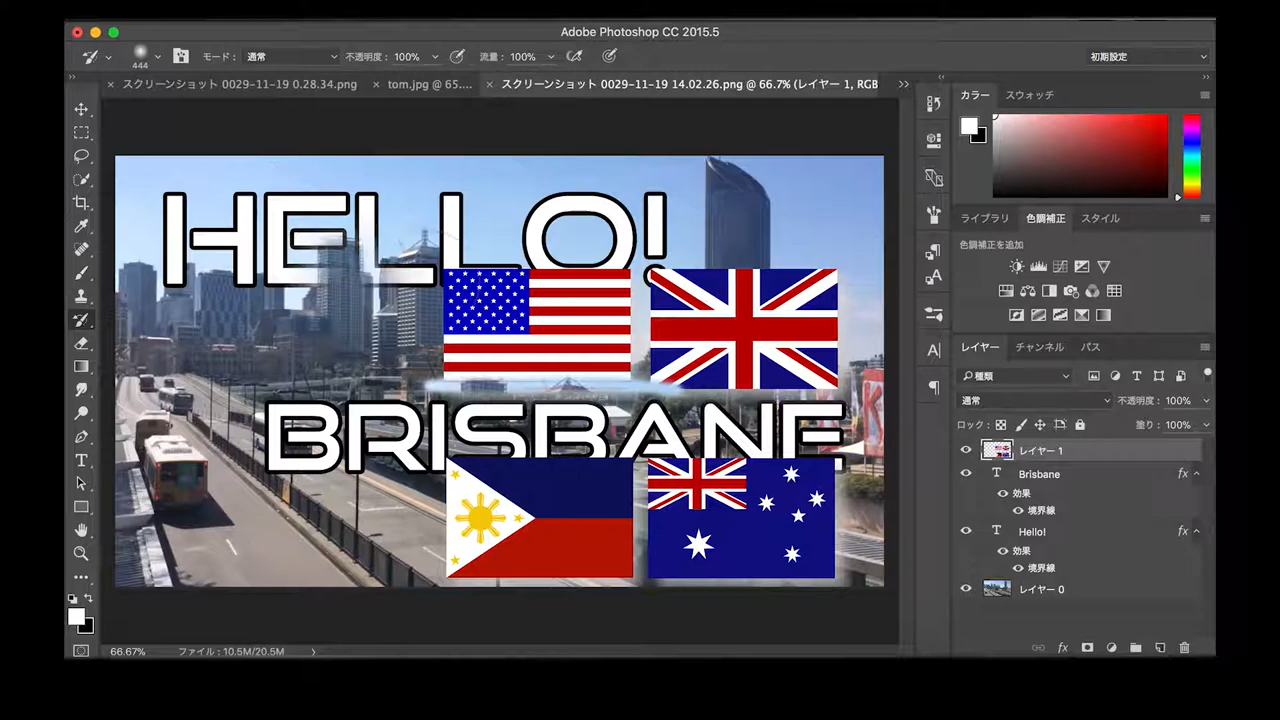 Adobe Photoshop CC 2015.5
444
モード： 通常
不透明度： 100%
流量： 100%
初期設定
× スクリーンショット 0029-11-19 0.28.34.png
× tom.jpg @ 65....
× スクリーンショット 0029-11-19 14.02.26.png @ 66.7% (レイヤー 1, RGB
カラー スウォッチ
HELLO!
BRISBANE
ライブラリ 色調補正 スタイル
色調補正を追加
レイヤー チャンネル パス
種類
通常 不透明度： 100%
ロック： 塗り： 100%
レイヤー 1
T Brisbane fx
効果
境界線
T Hello! fx
効果
境界線
レイヤー 0
66.67% ファイル：10.5M/20.5M